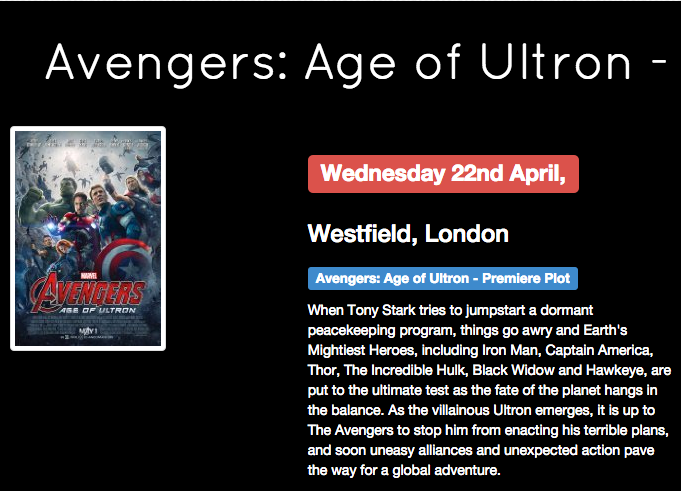 Avengers: Age of Ultron -
Wednesday 22nd April,
Westfield, London
Avengers: Age of Ultron - Premiere Plot
When Tony Stark tries to jumpstart a dormant
peacekeeping program, things go awry and Earth's
Mightiest Heroes, including Iron Man, Captain America,
Thor, The Incredible Hulk, Black Widow and Hawkeye, are
put to the ultimate test as the fate of the planet hangs in
the balance. As the villainous Ultron emerges, it is up to
The Avengers to stop him from enacting his terrible plans,
and soon uneasy alliances and unexpected action pave
the way for a global adventure.
MARVEL
AVENGERS
AGE OF ULTRON
MAY 1